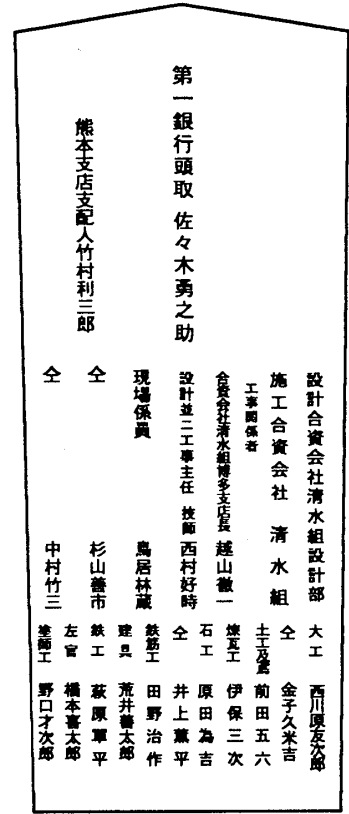 第一銀行頭取 佐々木勇之助
熊本支店支配人竹村利三郎
設計合資会社清水組設計部
施工合資会社 清水組
工事関係者
合資会社清水組博多支店長 越山徹一
設計並ニ工事主任 技師 西村好時
現場係員 鳥居林蔵
仝 杉山善市
仝 中村竹三
大工 西川原友次郎
仝 金子久米吉
土工及鳶 前田五六
煉瓦工 伊保三次
石工 原田為吉
仝 井上薫平
鉄筋工 田野治作
建具 荒井善太郎
鉄工 萩原軍平
左官 橋本喜太郎
塗師工 野口才次郎